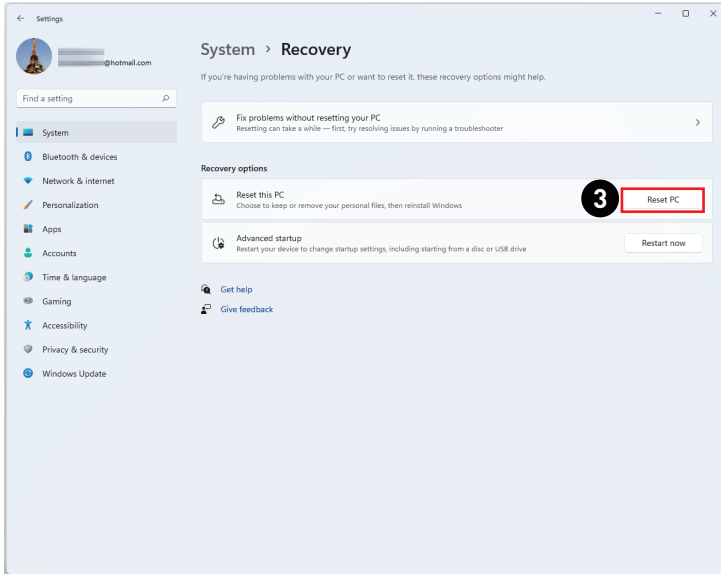 Settings
@hotmail.com
Find a setting
System
Bluetooth & devices
Network & internet
Personalization
Apps
Accounts
Time & language
Gaming
Accessibility
Privacy & security
Windows Update
System > Recovery
If you're having problems with your PC or want to reset it, these recovery options might help.
Fix problems without resetting your PC
Resetting can take a while — first, try resolving issues by running a troubleshooter
Recovery options
Reset this PC
Choose to keep or remove your personal files, then reinstall Windows
3
Reset PC
Advanced startup
Restart your device to change startup settings, including starting from a disc or USB drive
Restart now
Get help
Give feedback